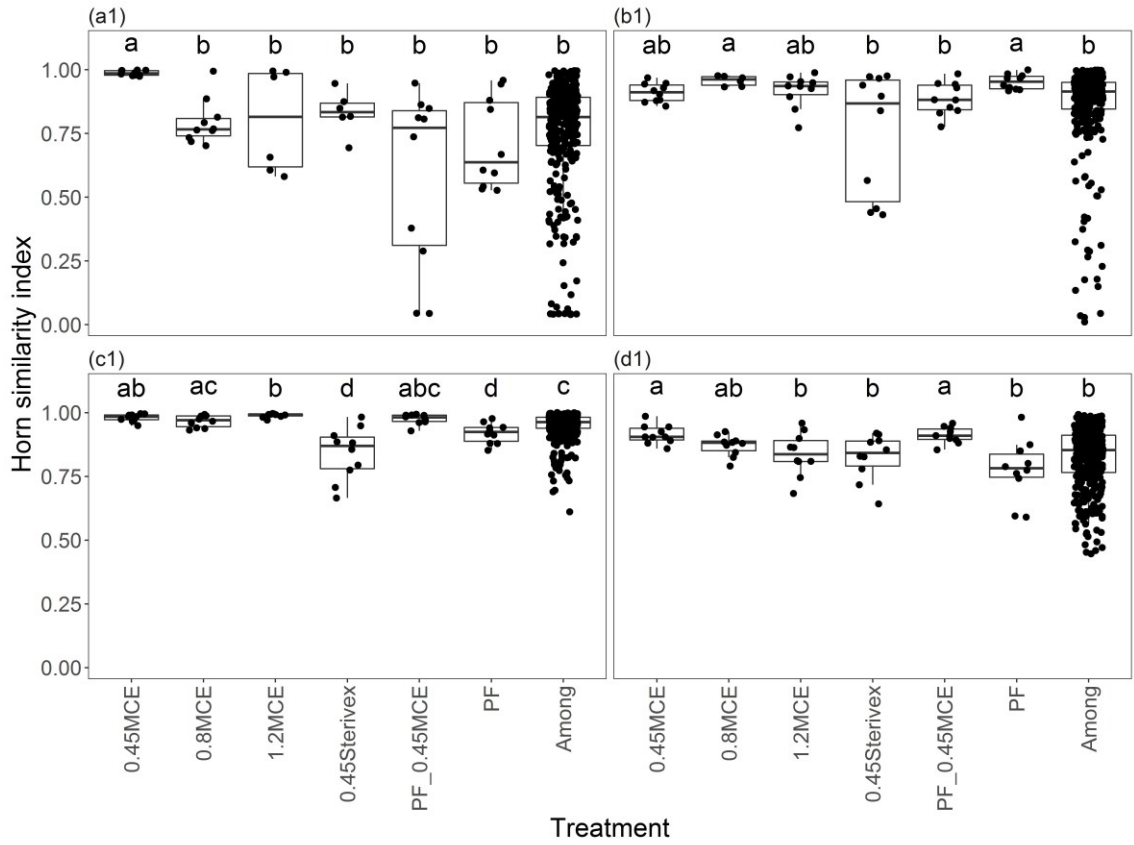 (a1)
a b b b b b b
(b1)
ab a ab b b a b
1.00
0.75
0.50
0.25
0.00
Horn similarity index
(c1)
ab ac b d abc d c
(d1)
a ab b b a b b
1.00
0.75
0.50
0.25
0.00
0.45MCE
0.8MCE
1.2MCE
0.45Sterivex
PF_0.45MCE
PF
Among
0.45MCE
0.8MCE
1.2MCE
0.45Sterivex
PF_0.45MCE
PF
Among
Treatment